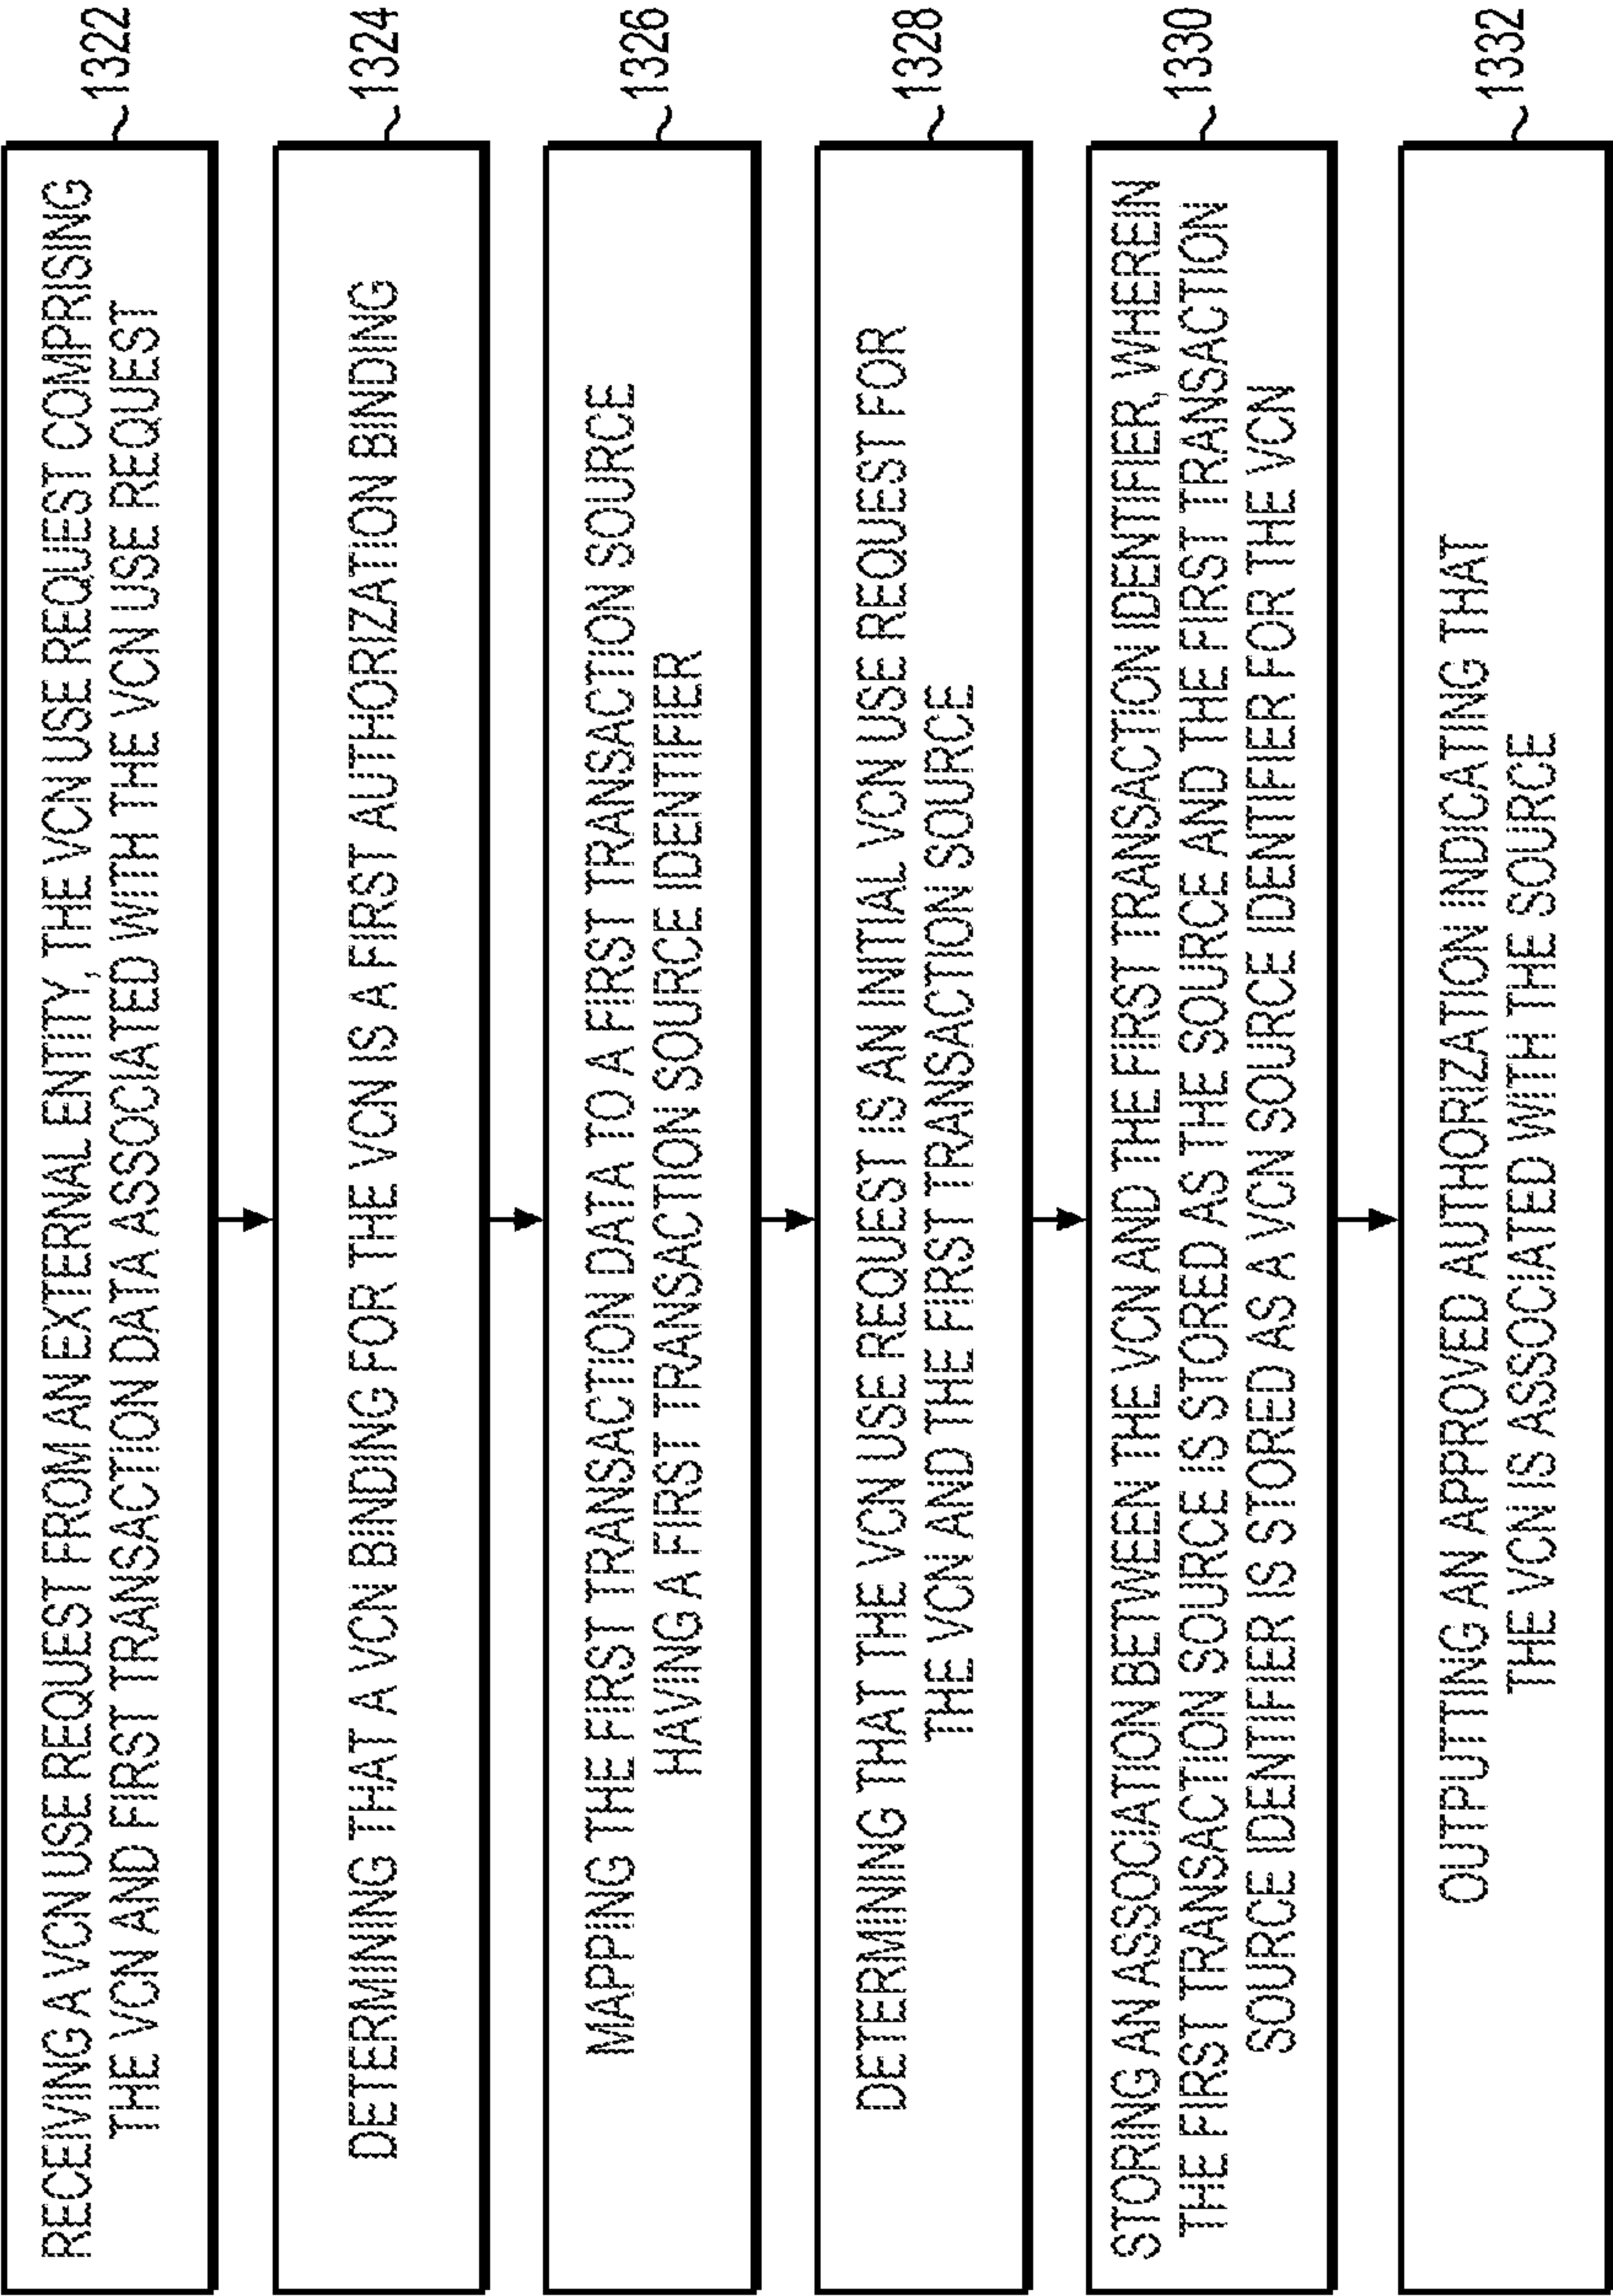 RECEIVING A VCN USE REQUEST FROM AN EXTERNAL ENTITY, THE VCN USE REQUEST COMPRISING
THE VCN AND FIRST TRANSACTION DATA ASSOCIATED WITH THE VCN USE REQUEST
1322
DETERMINING THAT A VCN BINDING FOR THE VCN IS A FIRST AUTHORIZATION BINDING
1324
MAPPING THE FIRST TRANSACTION DATA TO A FIRST TRANSACTION SOURCE
HAVING A FIRST TRANSACTION SOURCE IDENTIFIER
1326
DETERMINING THAT THE VCN USE REQUEST IS AN INITIAL VCN USE REQUEST FOR
THE VCN AND THE FIRST TRANSACTION SOURCE
1328
STORING AN ASSOCIATION BETWEEN THE VCN AND THE FIRST TRANSACTION IDENTIFIER, WHEREIN
THE FIRST TRANSACTION SOURCE IS STORED AS THE SOURCE AND THE FIRST TRANSACTION
SOURCE IDENTIFIER IS STORED AS A VCN SOURCE IDENTIFIER FOR THE VCN
1330
OUTPUTTING AN APPROVED AUTHORIZATION INDICATING THAT
THE VCN IS ASSOCIATED WITH THE SOURCE
1332